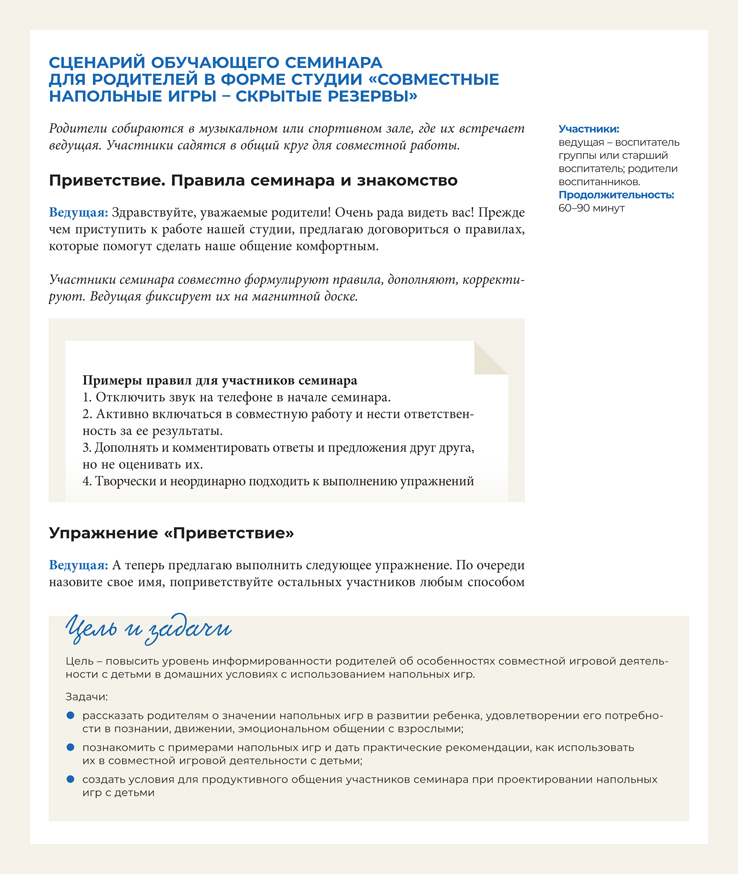 СЦЕНАРИЙ ОБУЧАЮЩЕГО СЕМИНАРА
ДЛЯ РОДИТЕЛЕЙ В ФОРМЕ СТУДИИ «СОВМЕСТНЫЕ
НАПОЛЬНЫЕ ИГРЫ – СКРЫТЫЕ РЕЗЕРВЫ»
Родители собираются в музыкальном или спортивном зале, где их встречает
ведущая. Участники садятся в общий круг для совместной работы.
Приветствие. Правила семинара и знакомство
Ведущая: Здравствуйте, уважаемые родители! Очень рада видеть вас! Прежде
чем приступить к работе нашей студии, предлагаю договориться о правилах,
которые помогут сделать наше общение комфортным.
Участники семинара совместно формулируют правила, дополняют, корректи-
руют. Ведущая фиксирует их на магнитной доске.
Примеры правил для участников семинара
1. Отключить звук на телефоне в начале семинара.
2. Активно включаться в совместную работу и нести ответствен-
ность за ее результаты.
3. Дополнять и комментировать ответы и предложения друг друга,
но не оценивать их.
4. Творчески и неординарно подходить к выполнению упражнений
Упражнение «Приветствие»
Ведущая: А теперь предлагаю выполнить следующее упражнение. По очереди
назовите свое имя, поприветствуйте остальных участников любым способом
Участники:
ведущая – воспитатель
группы или старший
воспитатель; родители
воспитанников.
Продолжительность:
60–90 минут
Цель и задачи
Цель – повысить уровень информированности родителей об особенностях совместной игровой деятель-
ности с детьми в домашних условиях с использованием напольных игр.
Задачи:
● рассказать родителям о значении напольных игр в развитии ребенка, удовлетворении его потребно-
сти в познании, движении, эмоциональном общении с взрослыми;
● познакомить с примерами напольных игр и дать практические рекомендации, как использовать
их в совместной игровой деятельности с детьми;
● создать условия для продуктивного общения участников семинара при проектировании напольных
игр с детьми